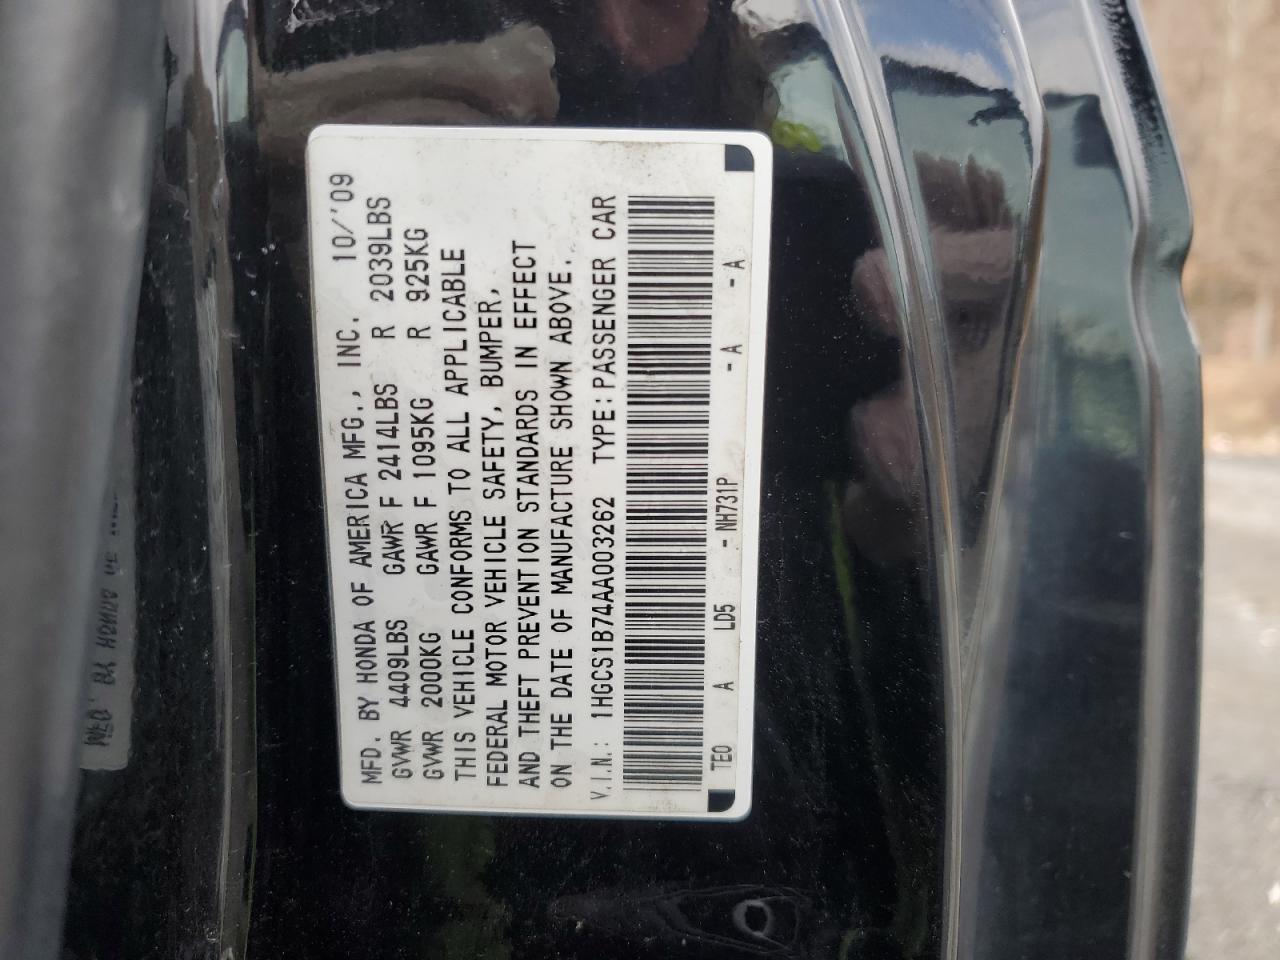 MFD. BY HONDA OF AMERICA MFG., INC. 10/'09
GVWR 4409LBS GAWR F 2414LBS R 2039LBS
GVWR 2000KG GAWR F 1095KG R 925KG
THIS VEHICLE CONFORMS TO ALL APPLICABLE
FEDERAL MOTOR VEHICLE SAFETY, BUMPER,
AND THEFT PREVENTION STANDARDS IN EFFECT
ON THE DATE OF MANUFACTURE SHOWN ABOVE.
V.I.N.: 1HGCS1B74AA003262 TYPE:PASSENGER CAR
TE0 A LD5 - NH731P - A - A